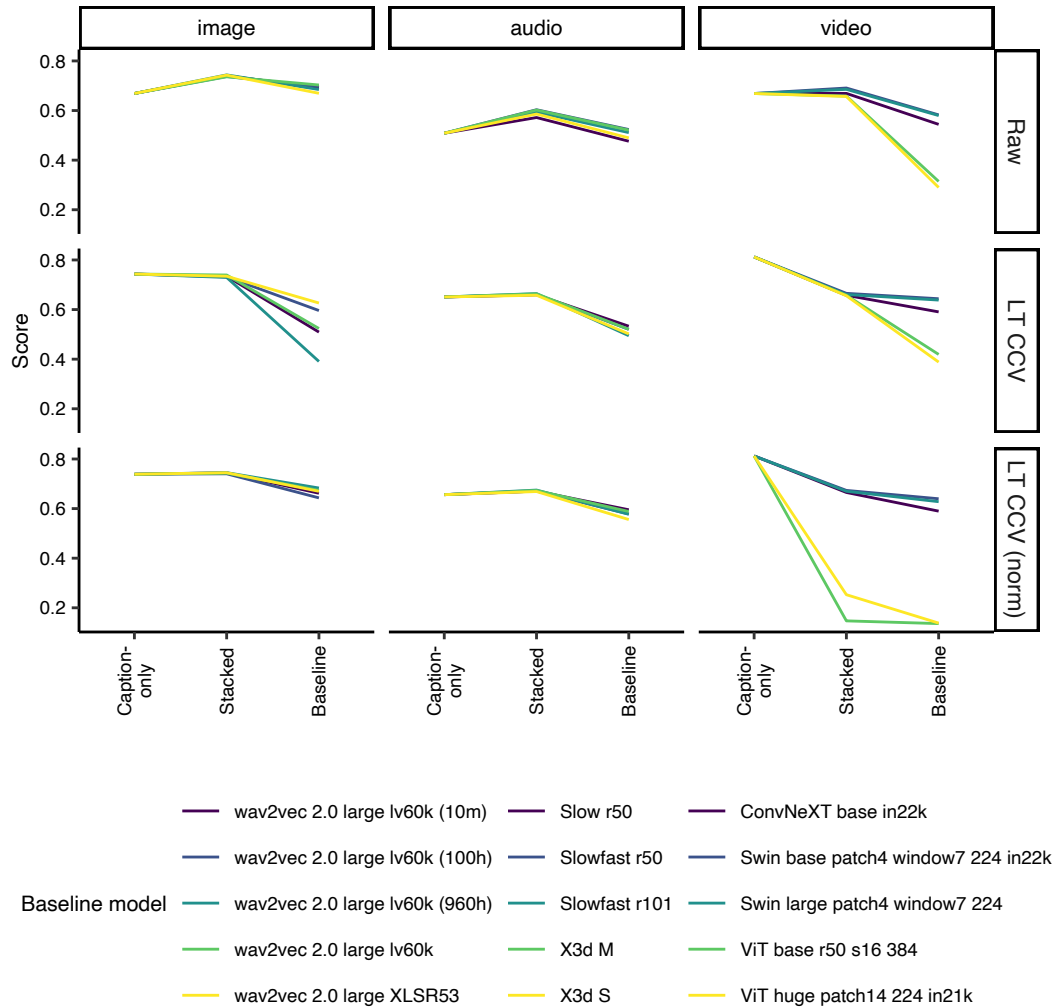 image audio video
0.8
0.6
0.4
0.2
Raw
0.8
0.6
0.4
0.2
LT CCV
Score
0.8
0.6
0.4
0.2
LT CCV (norm)
Caption-
only
Stacked
Baseline
Caption-
only
Stacked
Baseline
Caption-
only
Stacked
Baseline
Baseline model
wav2vec 2.0 large lv60k (10m) Slow r50 ConvNeXT base in22k
wav2vec 2.0 large lv60k (100h) Slowfast r50 Swin base patch4 window7 224 in22k
wav2vec 2.0 large lv60k (960h) Slowfast r101 Swin large patch4 window7 224
wav2vec 2.0 large lv60k X3d M ViT base r50 s16 384
wav2vec 2.0 large XLSR53 X3d S ViT huge patch14 224 in21k